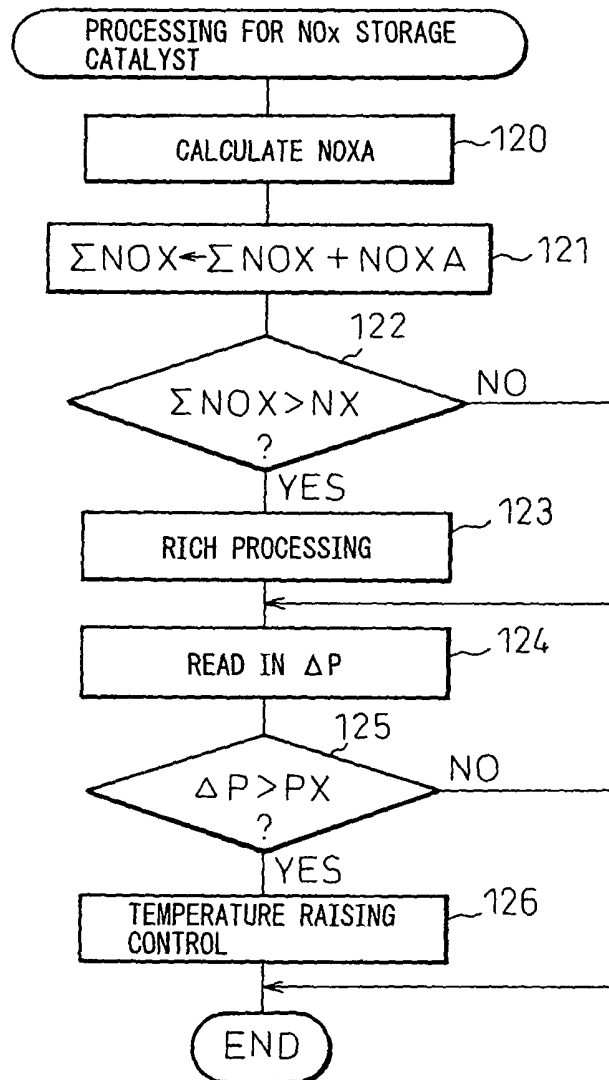 PROCESSING FOR NOx STORAGE
CATALYST
CALCULATE NOXA
120
ΣNOX←ΣNOX + NOXA
121
122
ΣNOX>NX
?
NO
YES
RICH PROCESSING
123
READ IN ΔP
124
125
ΔP>PX
?
NO
YES
TEMPERATURE RAISING
CONTROL
126
END